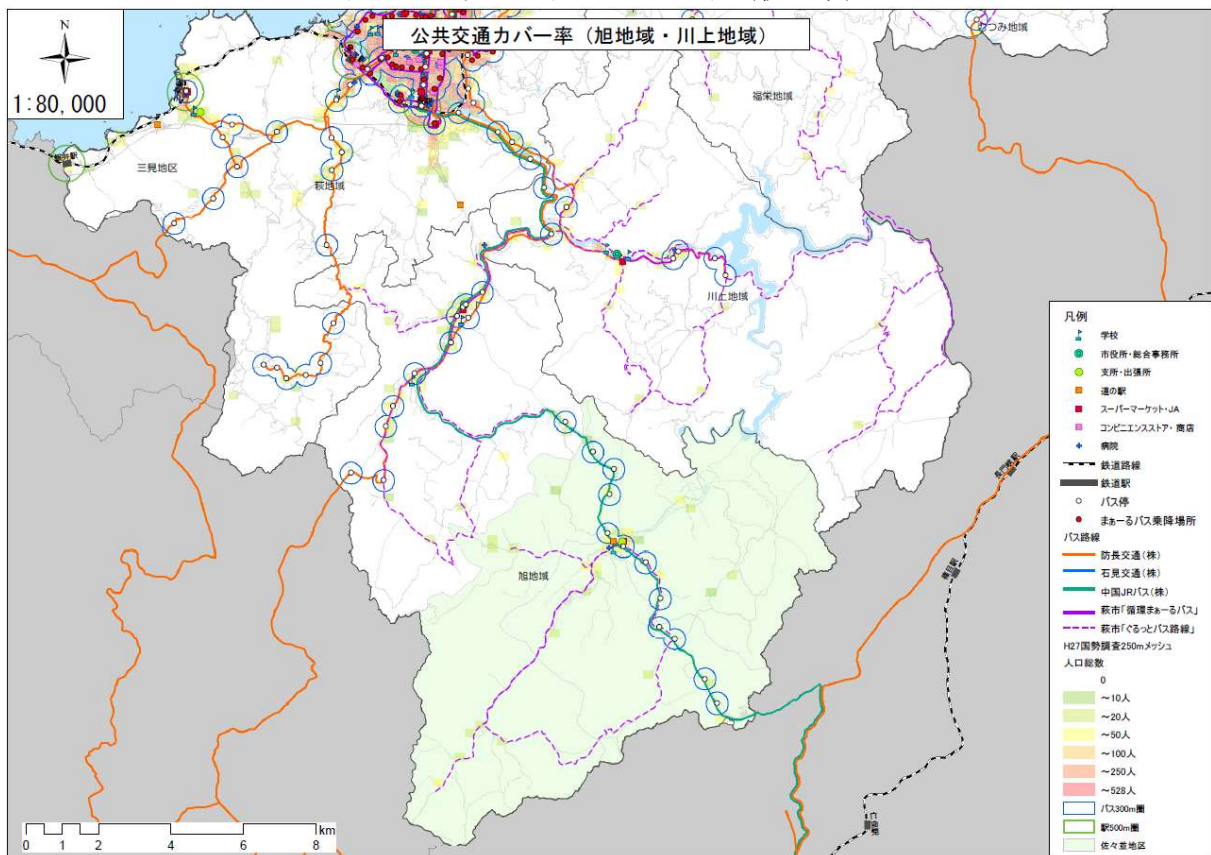 公共交通カバー率（旭地域・川上地域）
N
1:80,000
むつみ地域
福栄地域
三見地区
萩地域
川上地域
旭地域
長門峡駅
篠目駅
仁保駅
凡例
学校
市役所・総合事務所
支所・出張所
道の駅
スーパーマーケット・JA
コンビニエンスストア・商店
病院
鉄道路線
鉄道駅
バス停
まぁーるバス乗降場所
バス路線
防長交通(株)
石見交通(株)
中国JRバス(株)
萩市「循環まぁーるバス」
萩市「ぐるっとバス路線」
H27国勢調査250mメッシュ
人口総数
0
～10人
～20人
～50人
～100人
～250人
～528人
バス300m圏
駅500m圏
佐々並地区
km
0 1 2 4 6 8